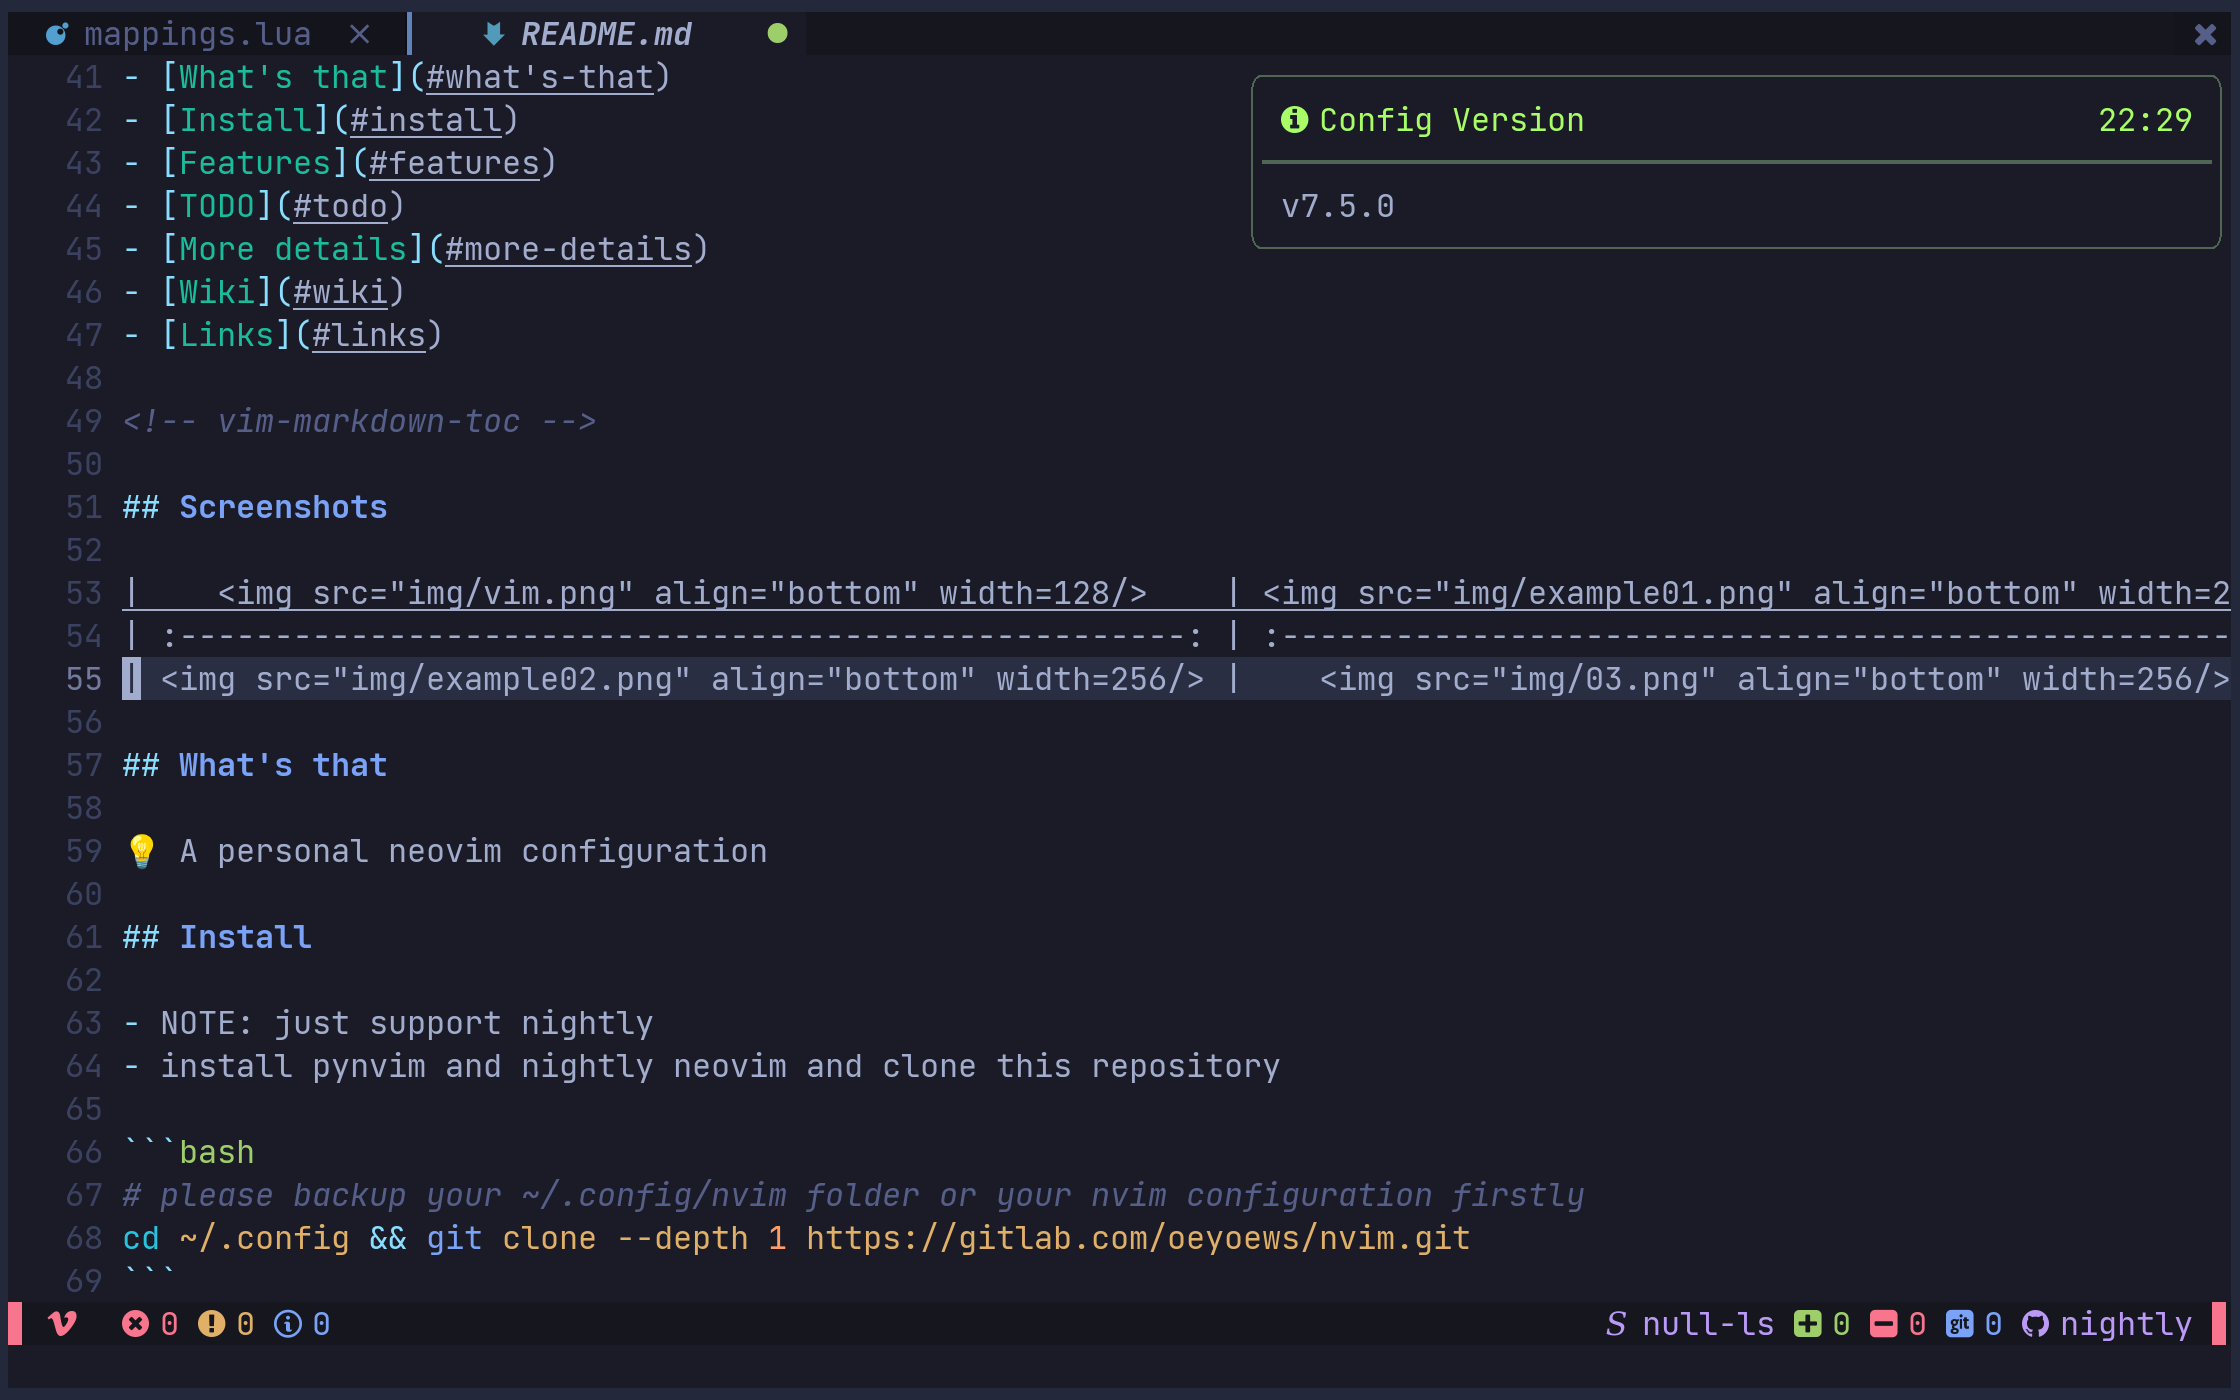 mappings.lua README.md
41 - [What's that](#what's-that)
42 - [Install](#install)
43 - [Features](#features)
44 - [TODO](#todo)
45 - [More details](#more-details)
46 - [Wiki](#wiki)
47 - [Links](#links)
48
49 <!-- vim-markdown-toc -->
50
51 ## Screenshots
52
53 |    <img src="img/vim.png" align="bottom" width=128/>    | <img src="img/example01.png" align="bottom" width=2
54 | :-----------------------------------------------------: | :--------------------------------------------------
55 | <img src="img/example02.png" align="bottom" width=256/> |    <img src="img/03.png" align="bottom" width=256/>
56
57 ## What's that
58
59 💡 A personal neovim configuration
60
61 ## Install
62
63 - NOTE: just support nightly
64 - install pynvim and nightly neovim and clone this repository
65
66 ```bash
67 # please backup your ~/.config/nvim folder or your nvim configuration firstly
68 cd ~/.config && git clone --depth 1 https://gitlab.com/oeyoews/nvim.git
69 ```
Config Version 22:29
v7.5.0
0 0 0 S null-ls 0 0 git 0 nightly